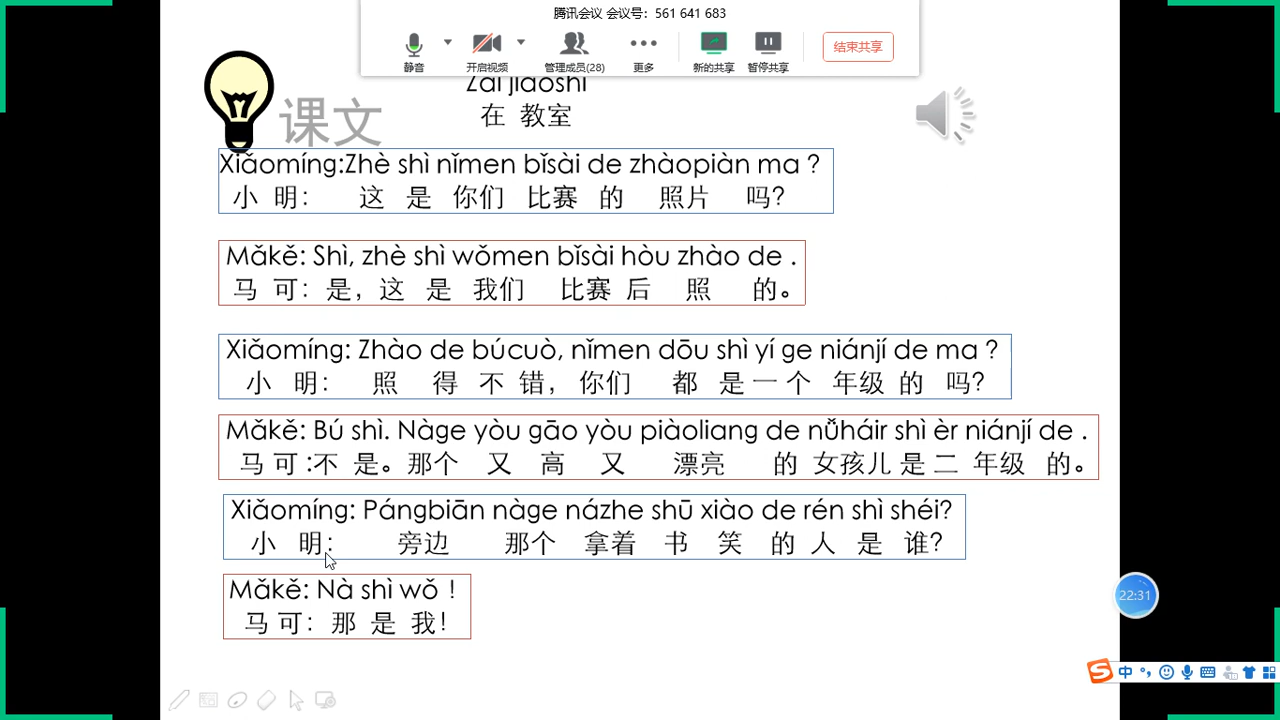 腾讯会议 会议号：561 641 683
静音 开启视频 管理成员(28) 更多 新的共享 暂停共享 结束共享
Zài jiàoshì
课文 在 教室
Xiǎomíng:Zhè shì nǐmen bǐsài de zhàopiàn ma ?
小 明： 这 是 你们 比赛 的 照片 吗?
Mǎkě: Shì, zhè shì wǒmen bǐsài hòu zhào de .
马 可：是，这 是 我们 比赛 后 照 的。
Xiǎomíng: Zhào de búcuò, nǐmen dōu shì yí ge niánjí de ma ?
小 明： 照 得 不 错， 你们 都 是 一 个 年级 的 吗?
Mǎkě: Bú shì. Nàge yòu gāo yòu piàoliang de nǚháir shì èr niánjí de .
马 可 :不 是。那个 又 高 又 漂亮 的 女孩儿 是 二 年级 的。
Xiǎomíng: Pángbiān nàge názhe shū xiào de rén shì shéi?
小 明： 旁边 那个 拿着 书 笑 的 人 是 谁?
Mǎkě: Nà shì wǒ !
马 可：那 是 我！
22:31
S 中